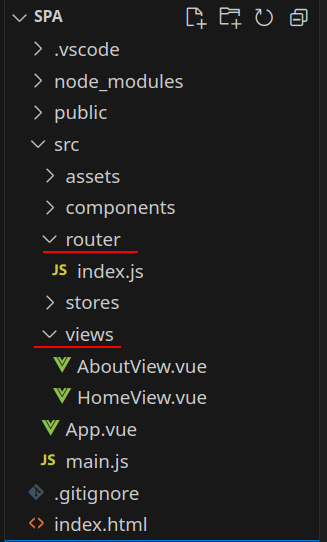 SPA
.vscode
node_modules
public
src
assets
components
router
JS index.js
stores
views
AboutView.vue
HomeView.vue
App.vue
JS main.js
.gitignore
index.html